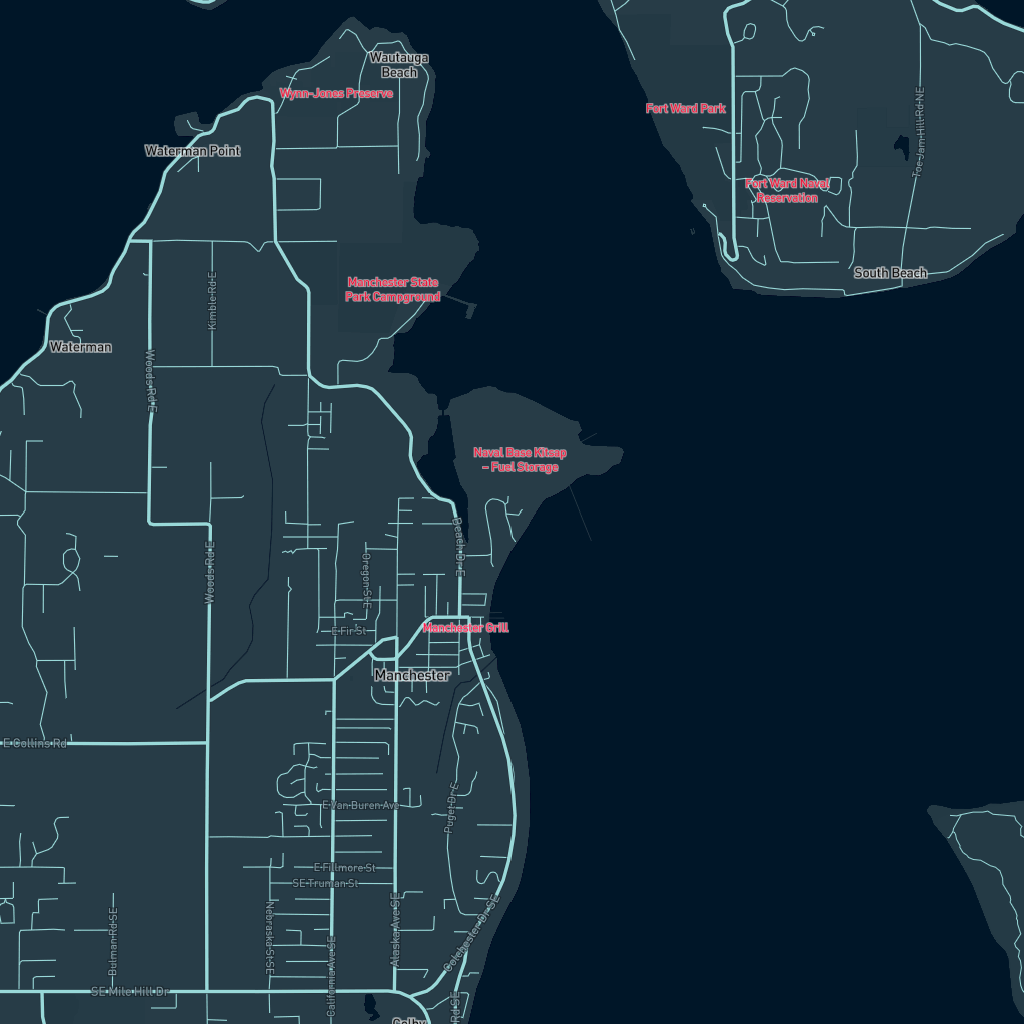 Wautauga
Beach
Wynn-Jones Preserve
Fort Ward Park
Toe Jam Hill Rd NE
Waterman Point
Fort Ward Naval
Reservation
South Beach
Kimble Rd E
Manchester State
Park Campground
Waterman
Woods Rd E
Naval Base Kitsap
- Fuel Storage
Beach Dr E
Woods Rd E
Oregon St E
E Fir St
Manchester Grill
Manchester
E Collins Rd
Puget Dr E
E Van Buren Ave
E Fillmore St
SE Truman St
Bulman Rd SE
Nebraska St SE
California Ave SE
Alaska Ave SE
Colchester Dr SE
SE Mile Hill Dr
Rd SE
Colby